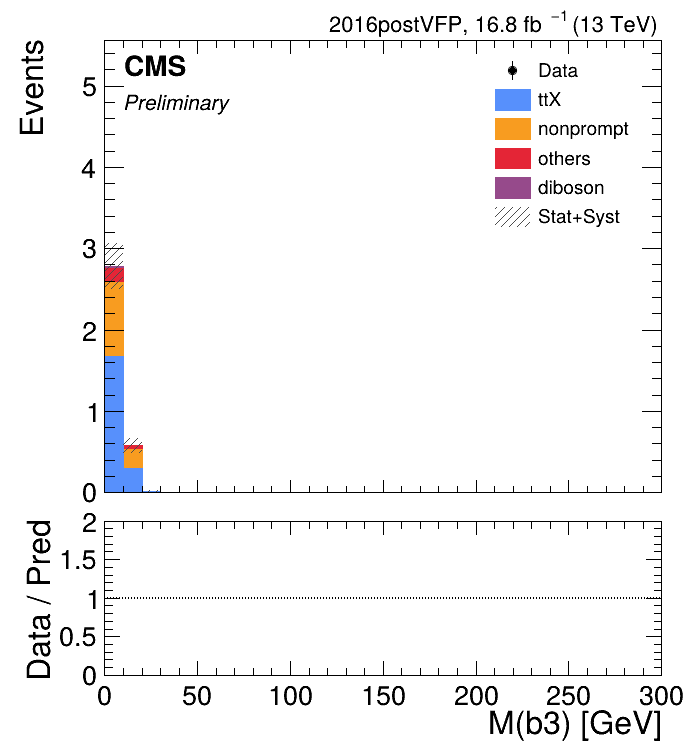 2016postVFP, 16.8 fb⁻¹ (13 TeV)
CMS
Preliminary
Data
ttX
nonprompt
others
diboson
Stat+Syst
Events
5
4
3
2
1
0
Data / Pred
2
1.5
1
0.5
0
0 50 100 150 200 250 300
M(b3) [GeV]